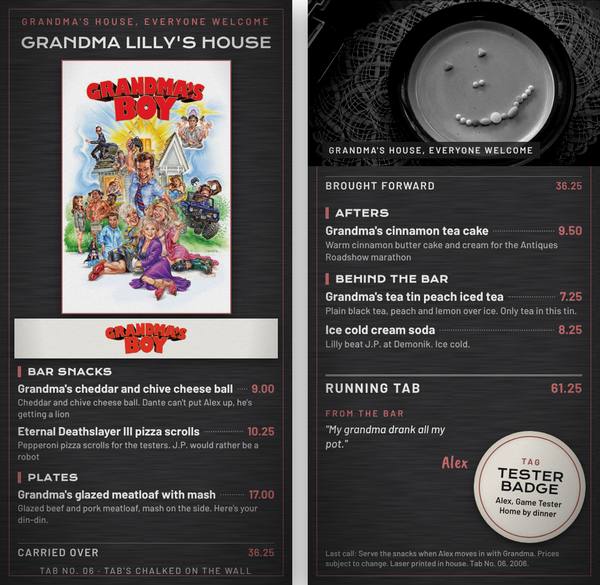 GRANDMA'S HOUSE, EVERYONE WELCOME
GRANDMA LILLY'S HOUSE
GRANDMA'S
BOY
GRANDMA'S
BOY
BAR SNACKS
Grandma's cheddar and chive cheese ball 9.00
Cheddar and chive cheese ball. Dante can't put Alex up, he's
getting a lion
Eternal Deathslayer III pizza scrolls 10.25
Pepperoni pizza scrolls for the testers. J.P. would rather be a
robot
PLATES
Grandma's glazed meatloaf with mash 17.00
Glazed beef and pork meatloaf, mash on the side. Here's your
din-din.
CARRIED OVER 36.25
TAB NO. 06 · TAB'S CHALKED ON THE WALL
GRANDMA'S HOUSE, EVERYONE WELCOME
BROUGHT FORWARD 36.25
AFTERS
Grandma's cinnamon tea cake 9.50
Warm cinnamon butter cake and cream for the Antiques
Roadshow marathon
BEHIND THE BAR
Grandma's tea tin peach iced tea 7.25
Plain black tea, peach and lemon over ice. Only tea in this tin.
Ice cold cream soda 8.25
Lilly beat J.P. at Demonik. Ice cold.
RUNNING TAB 61.25
FROM THE BAR
"My grandma drank all my
pot."
Alex
TAG
TESTER
BADGE
Alex, Game Tester
Home by dinner
Last call: Serve the snacks when Alex moves in with Grandma. Prices
subject to change. Laser printed in house. Tab No. 06, 2006.